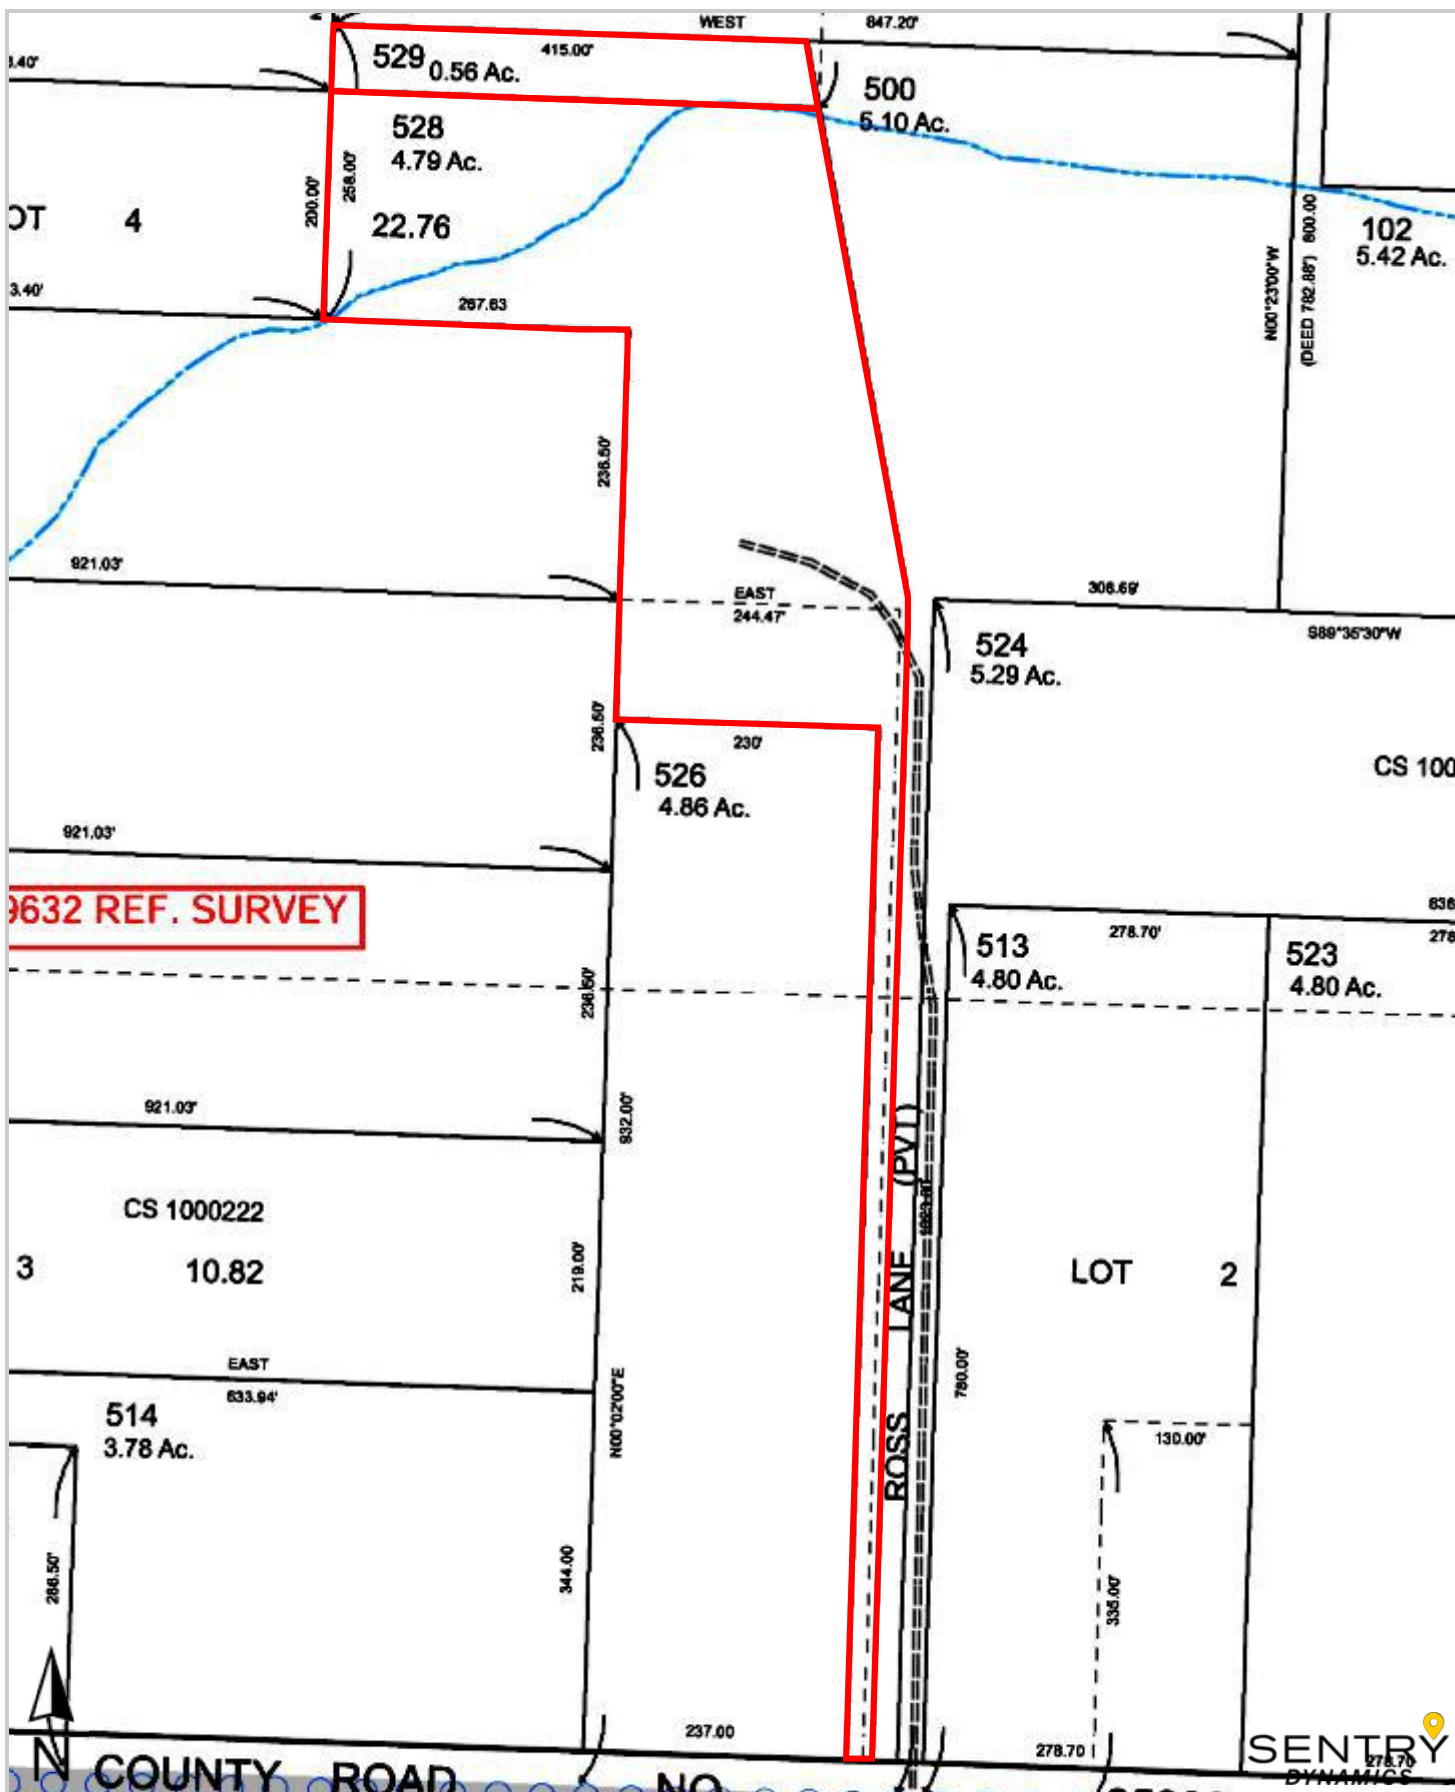 WEST
847.20'
415.00'
529
0.56 Ac.
500
5.10 Ac.
528
4.79 Ac.
200.00'
258.00'
22.76
4
102
5.42 Ac.
N00°23'00"W
(DEED 782.88') 800.00
267.63
236.50'
921.03'
EAST
244.47'
308.69'
S89°35'30"W
524
5.29 Ac.
236.50'
230'
526
4.86 Ac.
CS 100
921.03'
9632 REF. SURVEY
278.70'
513
4.80 Ac.
523
4.80 Ac.
236.50'
921.03'
932.00'
CS 1000222
3
10.82
219.00'
ROSS LANE (PVT)
LOT 2
EAST
633.94'
N00°02'00"E
780.00'
514
3.78 Ac.
130.00'
286.50'
344.00
335.00'
237.00
278.70
N
COUNTY ROAD NO
SENTRY
DYNAMICS
278.70